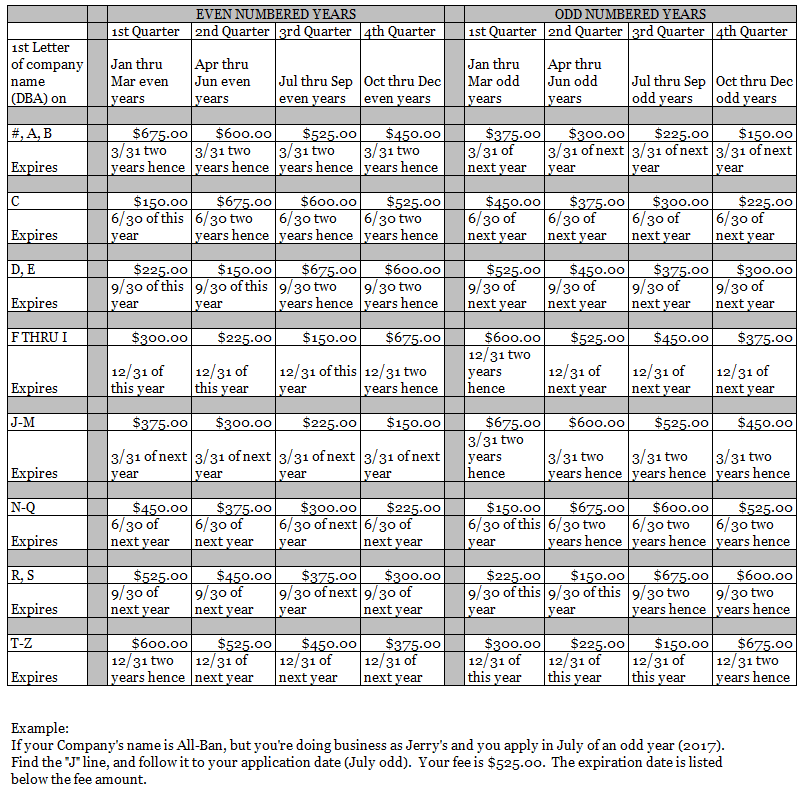 EVEN NUMBERED YEARS ODD NUMBERED YEARS
1st Quarter 2nd Quarter 3rd Quarter 4th Quarter 1st Quarter 2nd Quarter 3rd Quarter 4th Quarter
1st Letter
of company Jan thru Apr thru Jan thru Apr thru
name Mar even Jun even Jul thru Sep Oct thru Dec Mar odd Jun odd Jul thru Sep Oct thru Dec
(DBA) on years years even years even years years years odd years odd years
#, A, B $675.00 $600.00 $525.00 $450.00 $375.00 $300.00 $225.00 $150.00
3/31 two 3/31 two 3/31 two 3/31 two 3/31 of 3/31 of next 3/31 of next 3/31 of next
Expires years hence years hence years hence years hence next year year year year
C $150.00 $675.00 $600.00 $525.00 $450.00 $375.00 $300.00 $225.00
6/30 of this 6/30 two 6/30 two 6/30 two 6/30 of 6/30 of 6/30 of 6/30 of
Expires year years hence years hence years hence next year next year next year next year
D, E $225.00 $150.00 $675.00 $600.00 $525.00 $450.00 $375.00 $300.00
9/30 of this 9/30 of this 9/30 two 9/30 two 9/30 of 9/30 of 9/30 of 9/30 of
Expires year year years hence years hence next year next year next year next year
F THRU I $300.00 $225.00 $150.00 $675.00 $600.00 $525.00 $450.00 $375.00
12/31 two
12/31 of 12/31 of 12/31 of this 12/31 two years 12/31 of 12/31 of 12/31 of
Expires this year this year year years hence hence next year next year next year
J-M $375.00 $300.00 $225.00 $150.00 $675.00 $600.00 $525.00 $450.00
3/31 two
3/31 of next 3/31 of next 3/31 of next 3/31 of next years 3/31 two 3/31 two 3/31 two
Expires year year year year hence years hence years hence years hence
N-Q $450.00 $375.00 $300.00 $225.00 $150.00 $675.00 $600.00 $525.00
6/30 of 6/30 of 6/30 of next 6/30 of 6/30 of this 6/30 two 6/30 two 6/30 two
Expires next year next year year next year year years hence years hence years hence
R, S $525.00 $450.00 $375.00 $300.00 $225.00 $150.00 $675.00 $600.00
9/30 of 9/30 of 9/30 of next 9/30 of 9/30 of this 9/30 of this 9/30 two 9/30 two
Expires next year next year year next year year year years hence years hence
T-Z $600.00 $525.00 $450.00 $375.00 $300.00 $225.00 $150.00 $675.00
12/31 two 12/31 of 12/31 of 12/31 of 12/31 of 12/31 of 12/31 of 12/31 two
Expires years hence next year next year next year this year this year this year years hence
Example:
If your Company's name is All-Ban, but you're doing business as Jerry's and you apply in July of an odd year (2017).
Find the "J" line, and follow it to your application date (July odd). Your fee is $525.00. The expiration date is listed
below the fee amount.